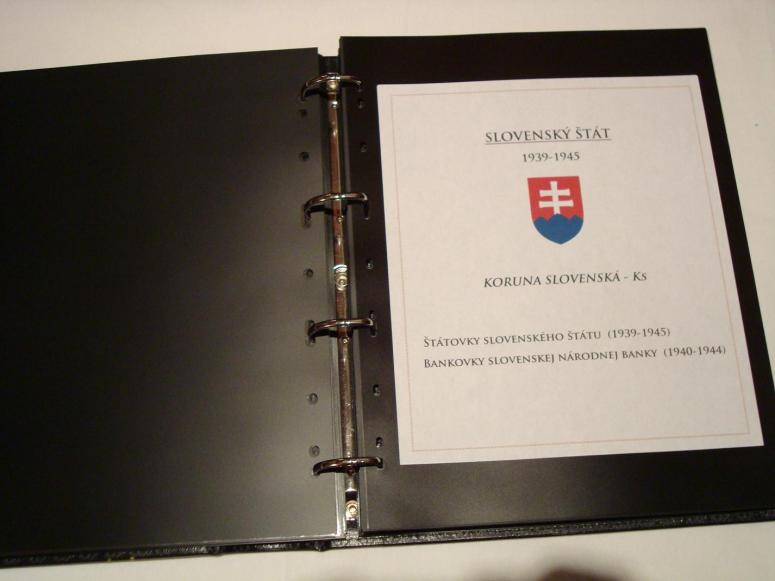 SLOVENSKÝ ŠTÁT
1939-1945
KORUNA SLOVENSKÁ - Ks
ŠTÁTOVKY SLOVENSKÉHO ŠTÁTU (1939-1945)
BANKOVKY SLOVENSKEJ NÁRODNEJ BANKY (1940-1944)